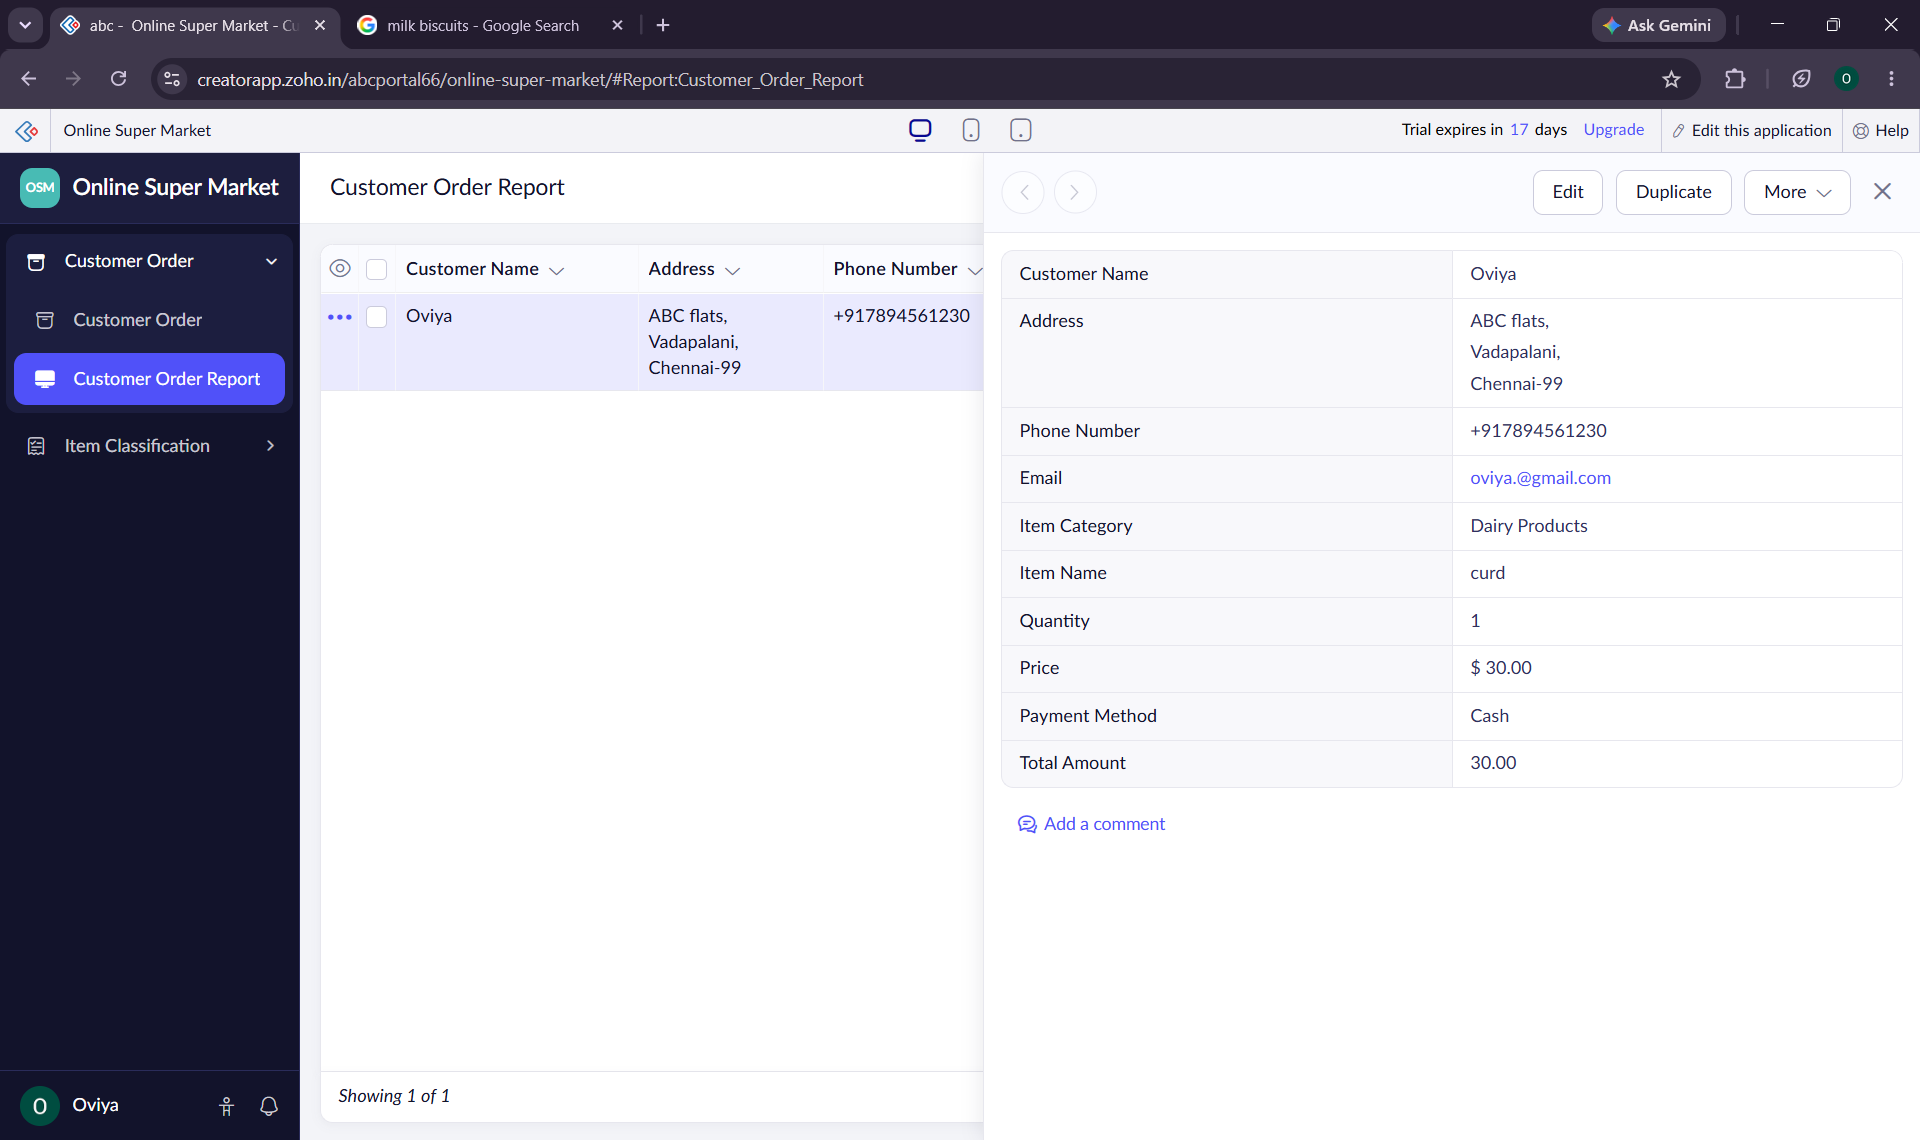 abc - Online Super Market - Cu
milk biscuits - Google Search
Ask Gemini
creatorapp.zoho.in/abcportal66/online-super-market/#Report:Customer_Order_Report
O
Online Super Market
Trial expires in 17 days Upgrade
Edit this application
Help
OSM Online Super Market
Customer Order
Customer Order
Customer Order Report
Item Classification
O Oviya
Customer Order Report
Customer Name Address Phone Number
Oviya ABC flats, +917894561230
Vadapalani,
Chennai-99
Showing 1 of 1
Edit Duplicate More
Customer Name Oviya
Address ABC flats,
Vadapalani,
Chennai-99
Phone Number +917894561230
Email oviya.@gmail.com
Item Category Dairy Products
Item Name curd
Quantity 1
Price $ 30.00
Payment Method Cash
Total Amount 30.00
Add a comment